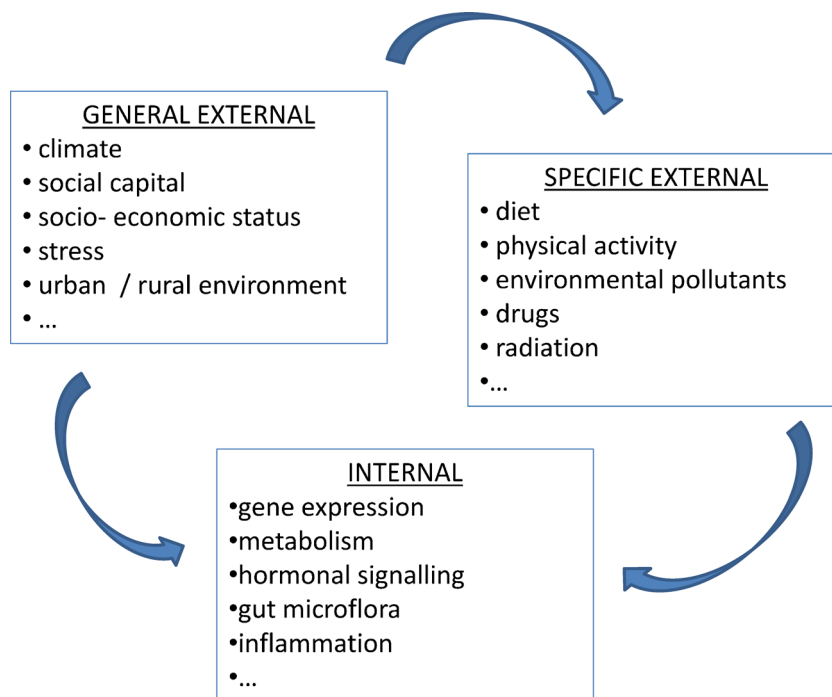 GENERAL EXTERNAL
• climate
• social capital
• socio- economic status
• stress
• urban  / rural environment
• ...
SPECIFIC EXTERNAL
• diet
• physical activity
• environmental pollutants
• drugs
• radiation
•...
INTERNAL
•gene expression
•metabolism
•hormonal signalling
•gut microflora
•inflammation
•...